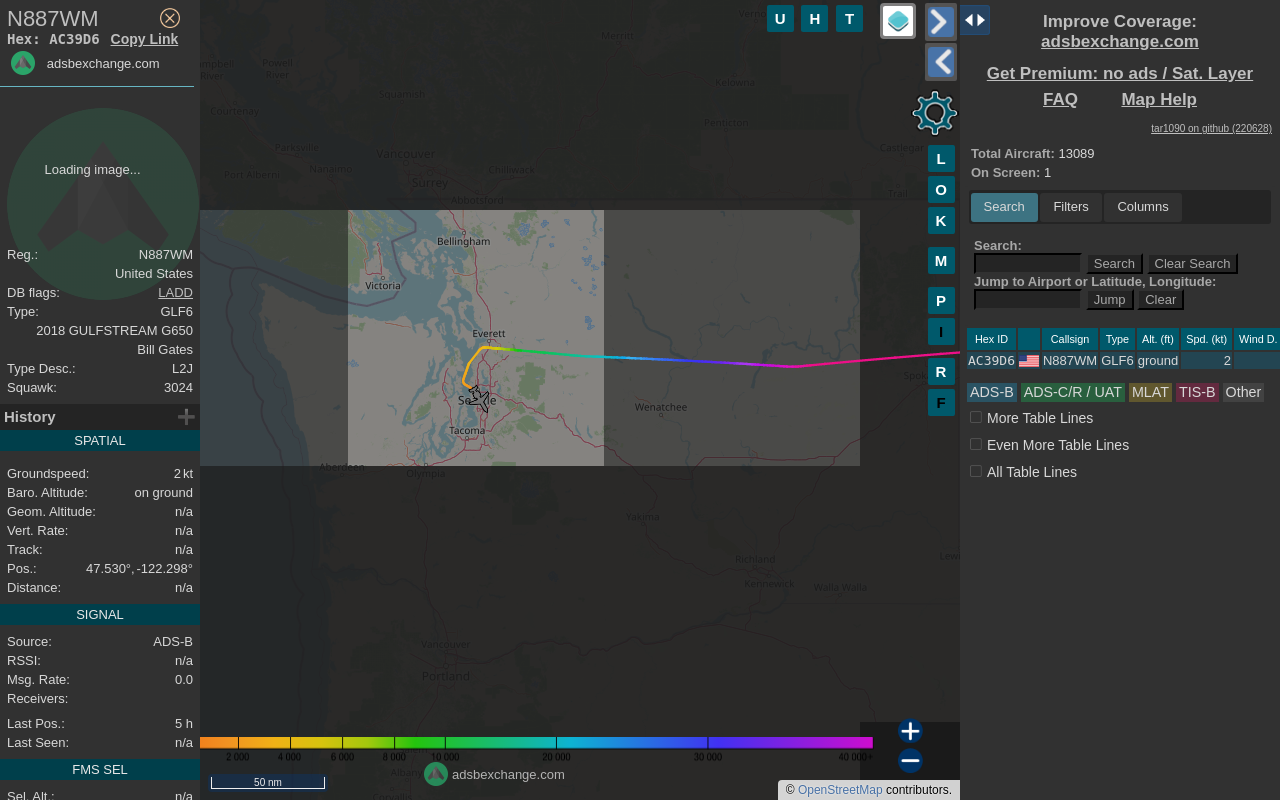 N887WM
Hex: AC39D6 Copy Link
adsbexchange.com
Loading image...
Reg.: N887WM
United States
DB flags: LADD
Type: GLF6
2018 GULFSTREAM G650
Bill Gates
Type Desc.: L2J
Squawk: 3024
History
SPATIAL
Groundspeed: 2 kt
Baro. Altitude: on ground
Geom. Altitude: n/a
Vert. Rate: n/a
Track: n/a
Pos.: 47.530°, -122.298°
Distance: n/a
SIGNAL
Source: ADS-B
RSSI: n/a
Msg. Rate: 0.0
Receivers:
Last Pos.: 5 h
Last Seen: n/a
FMS SEL
Sel. Alt.: n/a
U H T
L
O
K
M
P
I
R
F
Merritt
Powell
River
Squamish
Kelowna
Courtenay
Penticton
Parksville
Vancouver
Castlegar
Nanaimo
Chilliwack
Port Alberni
Surrey
Trail
Abbotsford
Bellingham
Victoria
Everett
Seattle
Wenatchee
Tacoma
Aberdeen
Olympia
Yakima
Richland
Kennewick
Walla Walla
Vancouver
Portland
Corvallis
2 000 4 000 6 000 8 000 10 000 20 000 30 000 40 000+
adsbexchange.com
50 nm
© OpenStreetMap contributors.
Improve Coverage:
adsbexchange.com
Get Premium: no ads / Sat. Layer
FAQ Map Help
tar1090 on github (220628)
Total Aircraft: 13089
On Screen: 1
Search Filters Columns
Search:
Search Clear Search
Jump to Airport or Latitude, Longitude:
Jump Clear
Hex ID Callsign Type Alt. (ft) Spd. (kt) Wind D.
AC39D6 N887WM GLF6 ground 2
ADS-B ADS-C/R / UAT MLAT TIS-B Other
More Table Lines
Even More Table Lines
All Table Lines